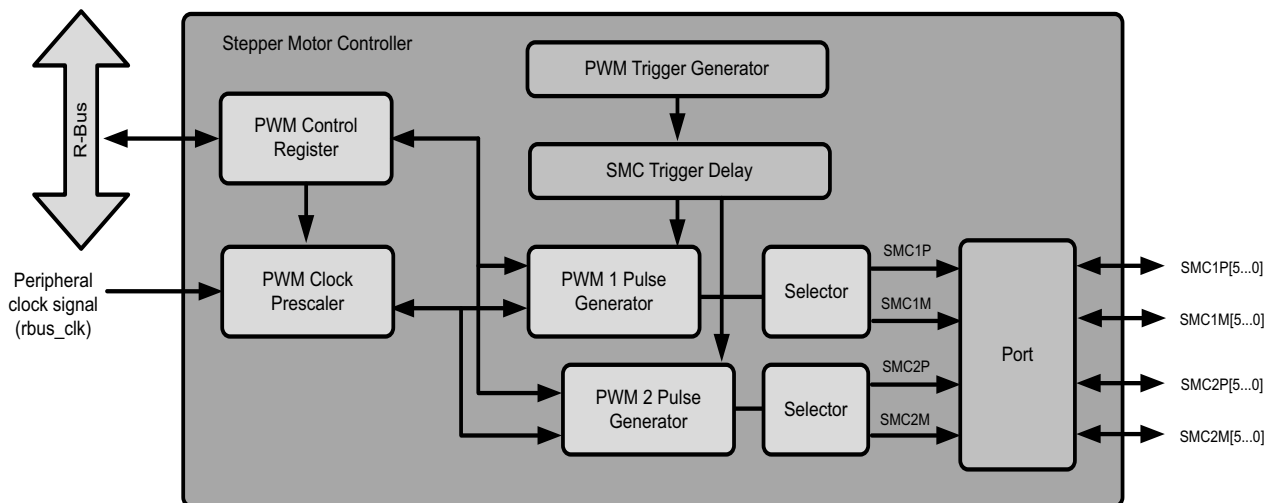 Stepper Motor Controller
PWM Trigger Generator
R-Bus
PWM Control
Register
SMC Trigger Delay
Peripheral
clock signal
(rbus_clk)
PWM Clock
Prescaler
PWM 1 Pulse
Generator
Selector
SMC1P
SMC1M
PWM 2 Pulse
Generator
Selector
SMC2P
SMC2M
Port
SMC1P[5...0]
SMC1M[5...0]
SMC2P[5...0]
SMC2M[5...0]